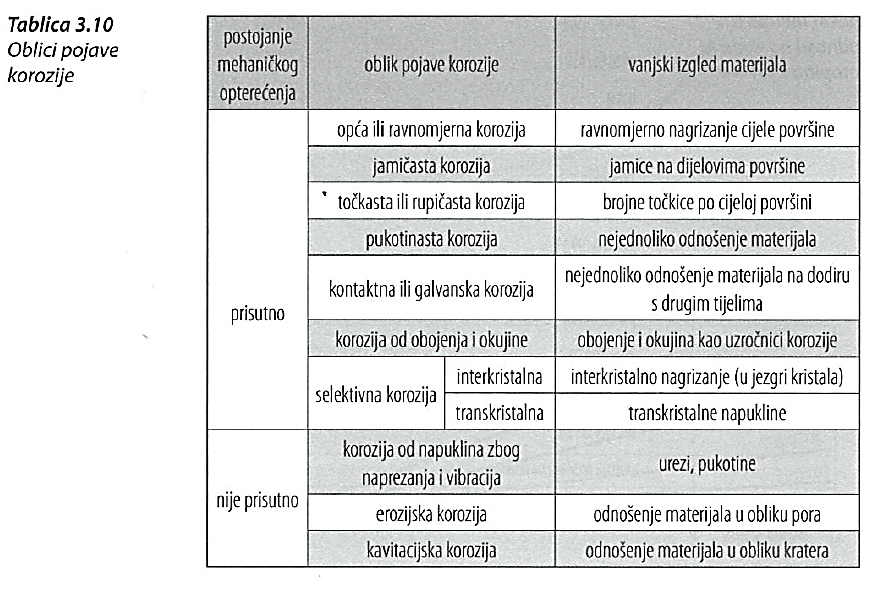 Tablica 3.10
Oblici pojave
korozije
postojanje
mehaničkog
opterećenja
oblik pojave korozije
vanjski izgled materijala
prisutno
opća ili ravnomjerna korozija
ravnomjerno nagrizanje cijele površine
jamičasta korozija
jamice na dijelovima površine
točkasta ili rupičasta korozija
brojne točkice po cijeloj površini
pukotinasta korozija
nejednoliko odnošenje materijala
kontaktna ili galvanska korozija
nejednoliko odnošenje materijala na dodiru
s drugim tijelima
korozija od obojenja i okujine
obojenje i okujina kao uzročnici korozije
selektivna korozija
interkristalna
interkristalno nagrizanje (u jezgri kristala)
transkristalna
transkristalne napukline
nije prisutno
korozija od napuklina zbog
naprezanja i vibracija
urezi, pukotine
erozijska korozija
odnošenje materijala u obliku pora
kavitacijska korozija
odnošenje materijala u obliku kratera